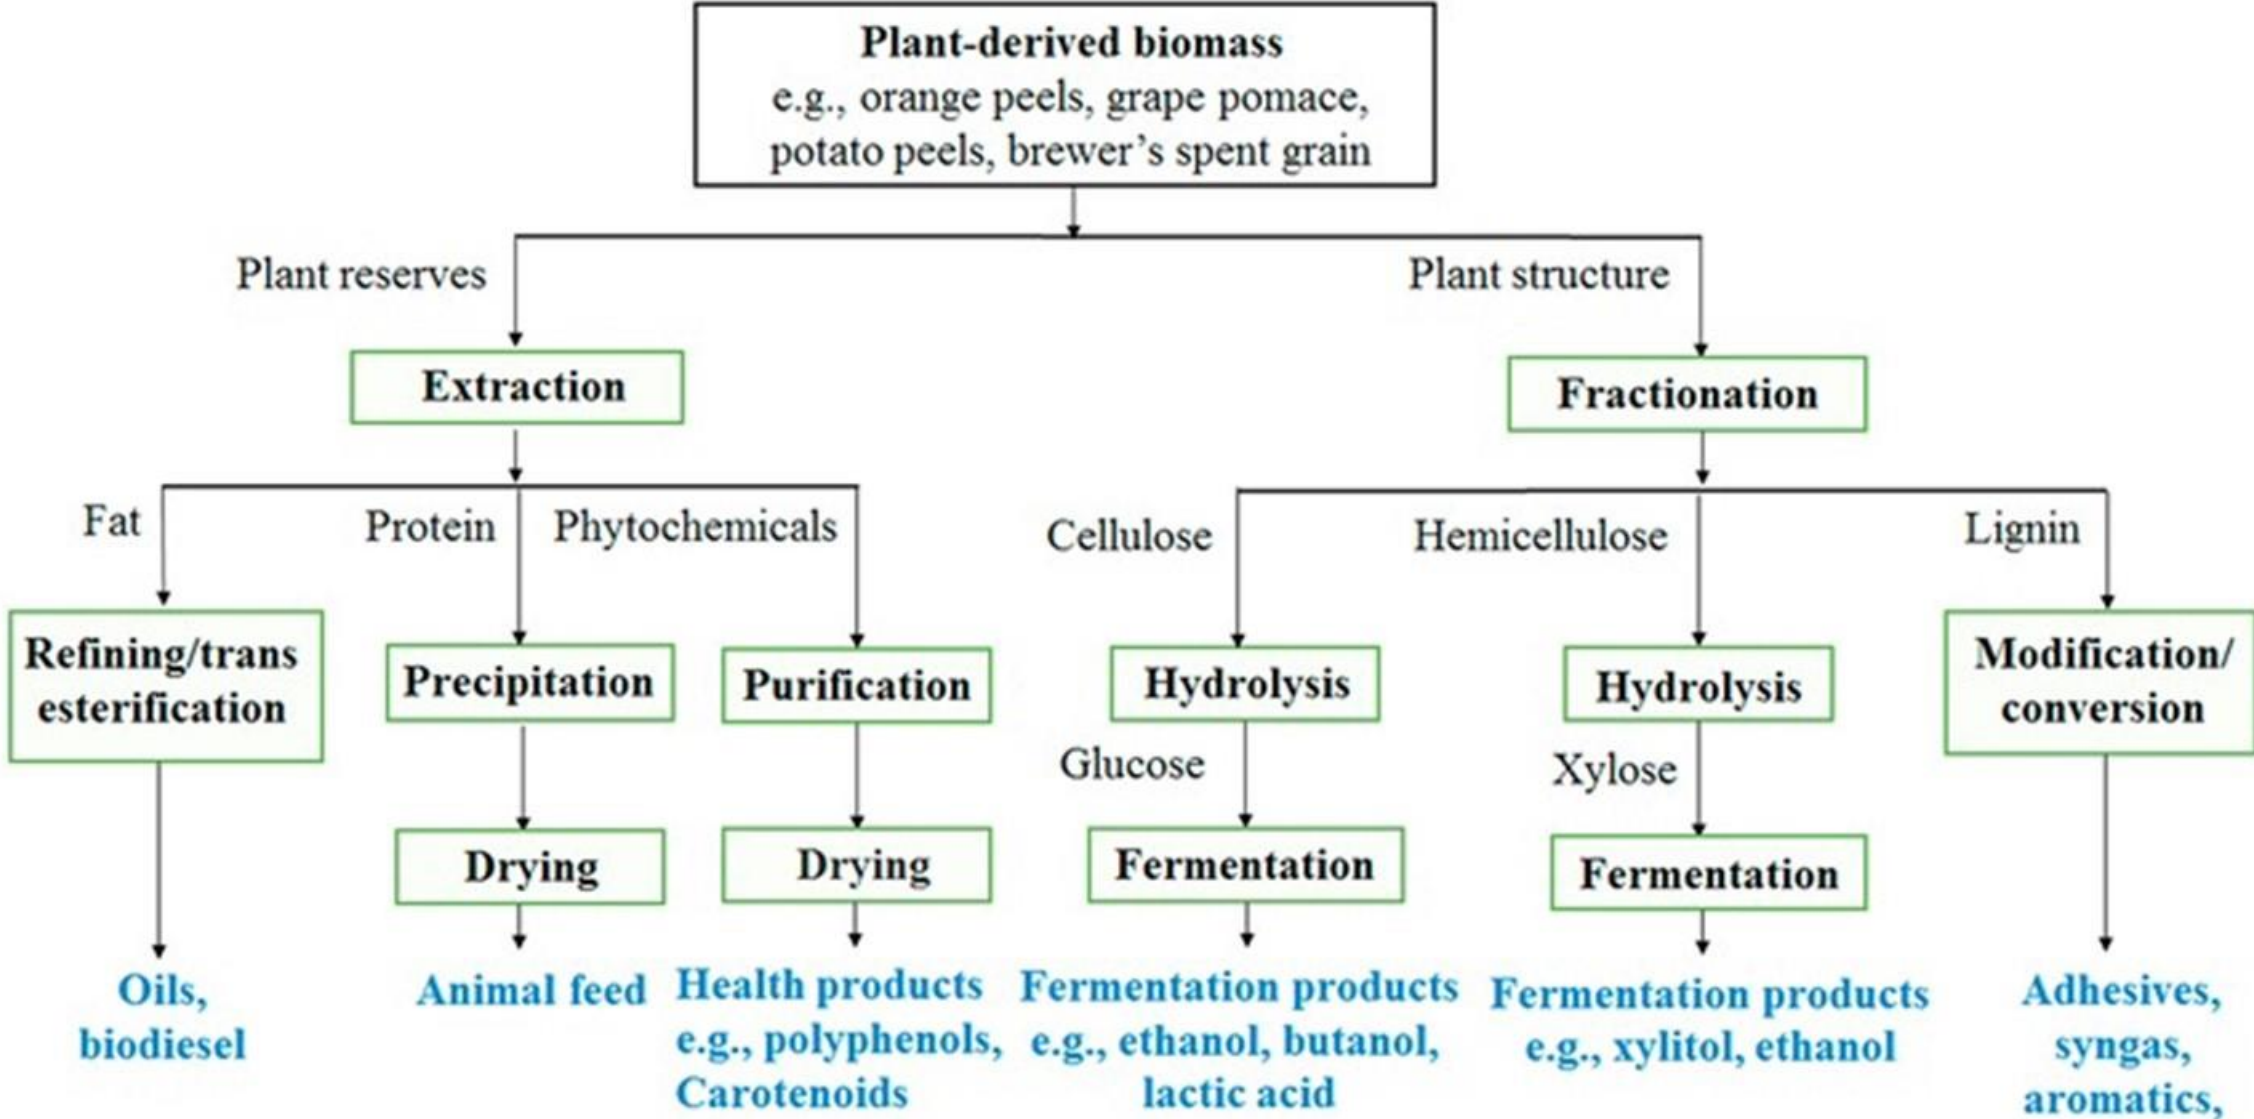 Plant-derived biomass
e.g., orange peels, grape pomace,
potato peels, brewer’s spent grain
Plant reserves
Plant structure
Extraction
Fractionation
Fat
Protein
Phytochemicals
Cellulose
Hemicellulose
Lignin
Refining/trans
esterification
Precipitation
Purification
Hydrolysis
Hydrolysis
Modification/
conversion
Glucose
Xylose
Drying
Drying
Fermentation
Fermentation
Oils,
biodiesel
Animal feed
Health products
e.g., polyphenols,
Carotenoids
Fermentation products
e.g., ethanol, butanol,
lactic acid
Fermentation products
e.g., xylitol, ethanol
Adhesives,
syngas,
aromatics,